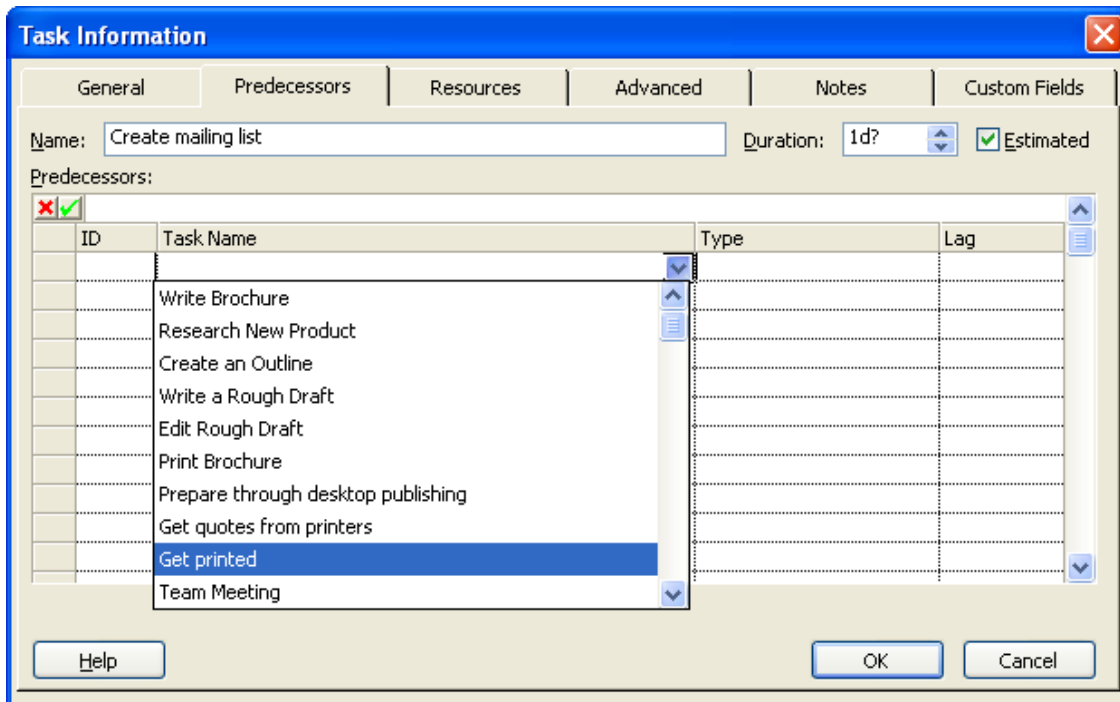 Task Information
General Predecessors Resources Advanced Notes Custom Fields
Name: Create mailing list Duration: 1d? Estimated
Predecessors:
ID Task Name Type Lag
Write Brochure
Research New Product
Create an Outline
Write a Rough Draft
Edit Rough Draft
Print Brochure
Prepare through desktop publishing
Get quotes from printers
Get printed
Team Meeting
Help OK Cancel